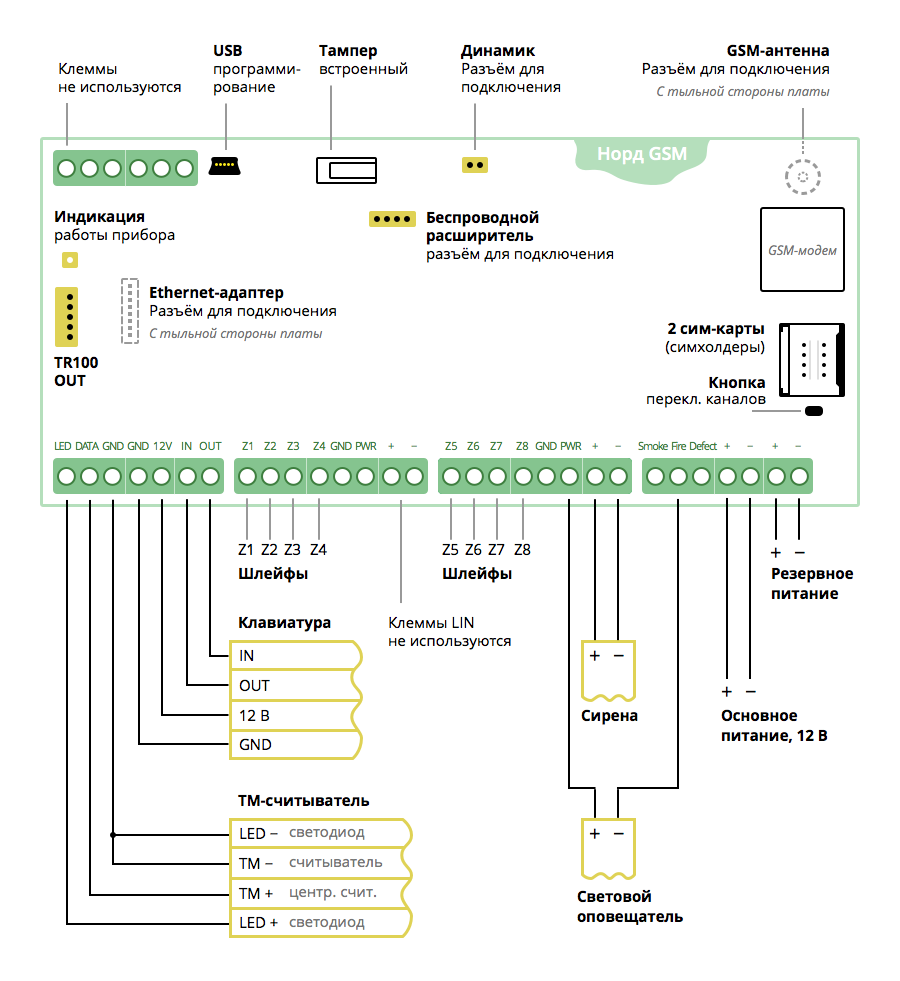 Клеммы
не используются
USB
программи-
рование
Тампер
встроенный
Динамик
Разъём для
подключения
GSM-антенна
Разъём для подключения
С тыльной стороны платы
Норд GSM
Индикация
работы прибора
Беспроводной
расширитель
разъём для подключения
GSM-модем
Ethernet-адаптер
Разъём для подключения
С тыльной стороны платы
TR100
OUT
2 сим-карты
(симхолдеры)
Кнопка
перекл. каналов
LED DATA GND GND 12V IN OUT Z1 Z2 Z3 Z4 GND PWR + − Z5 Z6 Z7 Z8 GND PWR + − Smoke Fire Defect + − + −
Z1 Z2 Z3 Z4
Шлейфы
Z5 Z6 Z7 Z8
Шлейфы
+ −
Резервное
питание
Клавиатура
IN
OUT
12 В
GND
Клеммы LIN
не используются
+ −
Сирена
+ −
Основное
питание, 12 В
ТМ-считыватель
LED − светодиод
TM − считыватель
TM + центр. счит.
LED + светодиод
+ −
Световой
оповещатель